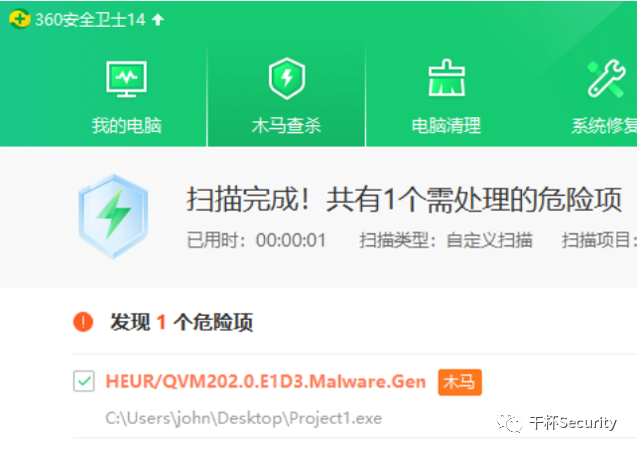 360安全卫士14
我的电脑 木马查杀 电脑清理 系统修复
扫描完成！共有1个需处理的危险项
已用时：00:00:01 扫描类型：自定义扫描 扫描项目:
发现 1 个危险项
HEUR/QVM202.0.E1D3.Malware.Gen 木马
C:\Users\john\Desktop\Project1.exe
干杯Security